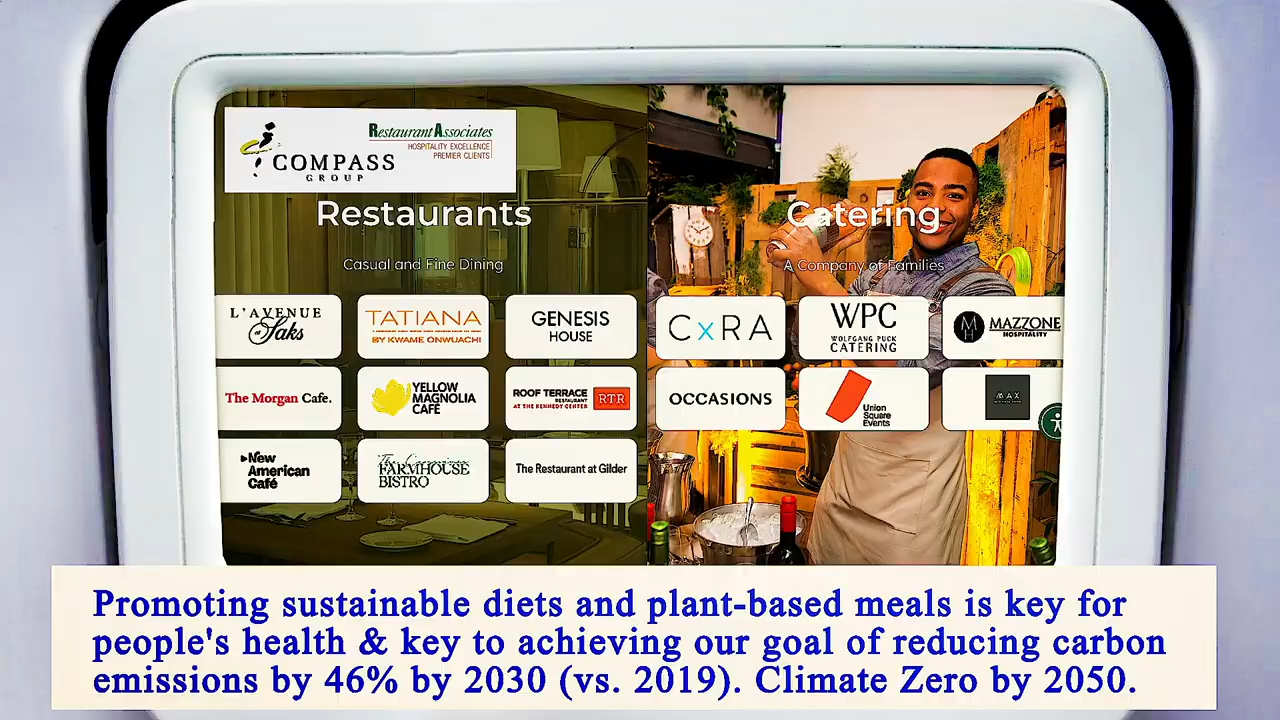 COMPASS
GROUP
Restaurant Associates
HOSPITALITY EXCELLENCE
PREMIER CLIENTS
Restaurants
Casual and Fine Dining
L'AVENUE
at Saks
TATIANA
BY KWAME ONWUACHI
GENESIS
HOUSE
The Morgan Cafe.
YELLOW
MAGNOLIA
CAFÉ
ROOF TERRACE
RESTAURANT
AT THE KENNEDY CENTER
RTR
New
American
Café
FARMHOUSE
BISTRO
The Restaurant at Gilder
Catering
A Company of Families
CxRA
WPC
WOLFGANG PUCK
CATERING
MH
MAZZONE
HOSPITALITY
OCCASIONS
Union
Square
Events
MAX
Promoting sustainable diets and plant-based meals is key for
people's health & key to achieving our goal of reducing carbon
emissions by 46% by 2030 (vs. 2019). Climate Zero by 2050.